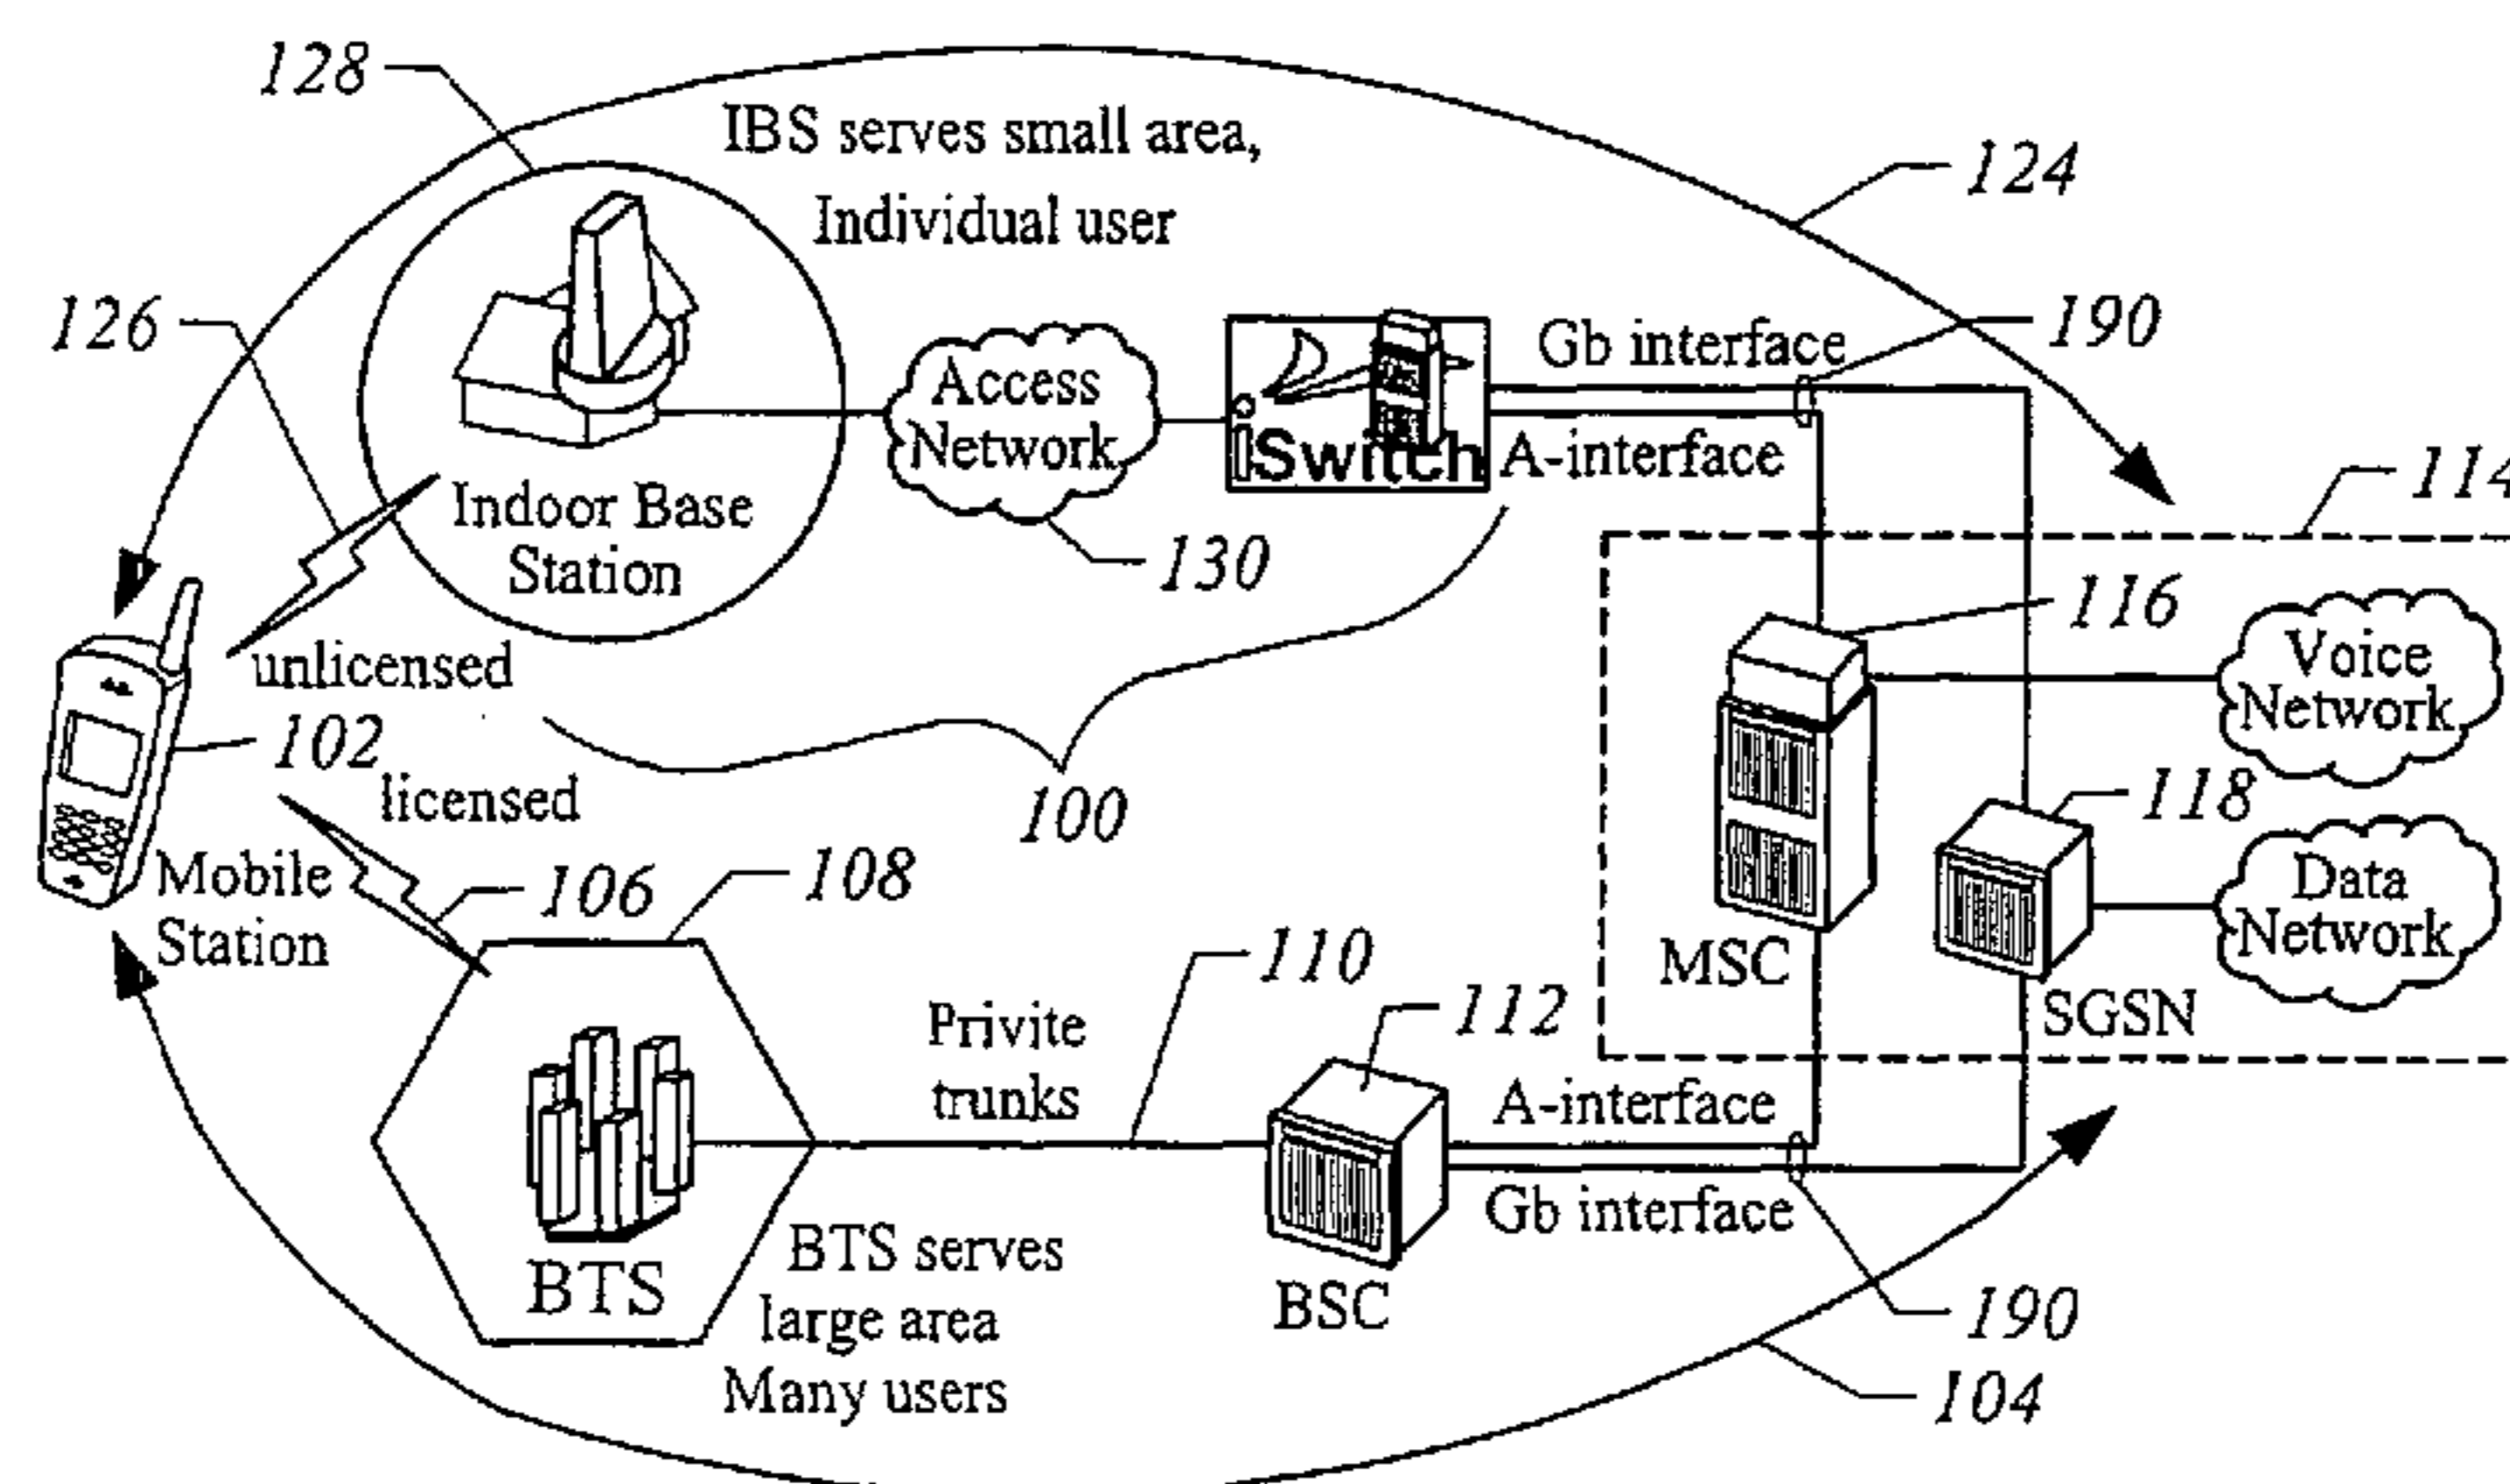 128
IBS serves small area,
Individual user
124
126
190
Gb interface
Access
Network
iSwitch
A-interface
114
Indoor Base
Station
130
116
unlicensed
Voice
Network
102
licensed
100
118
Mobile
Station
106
108
Data
Network
110
MSC
112
SGSN
Privite
trunks
A-interface
Gb interface
BTS
BTS serves
large area
Many users
BSC
190
104